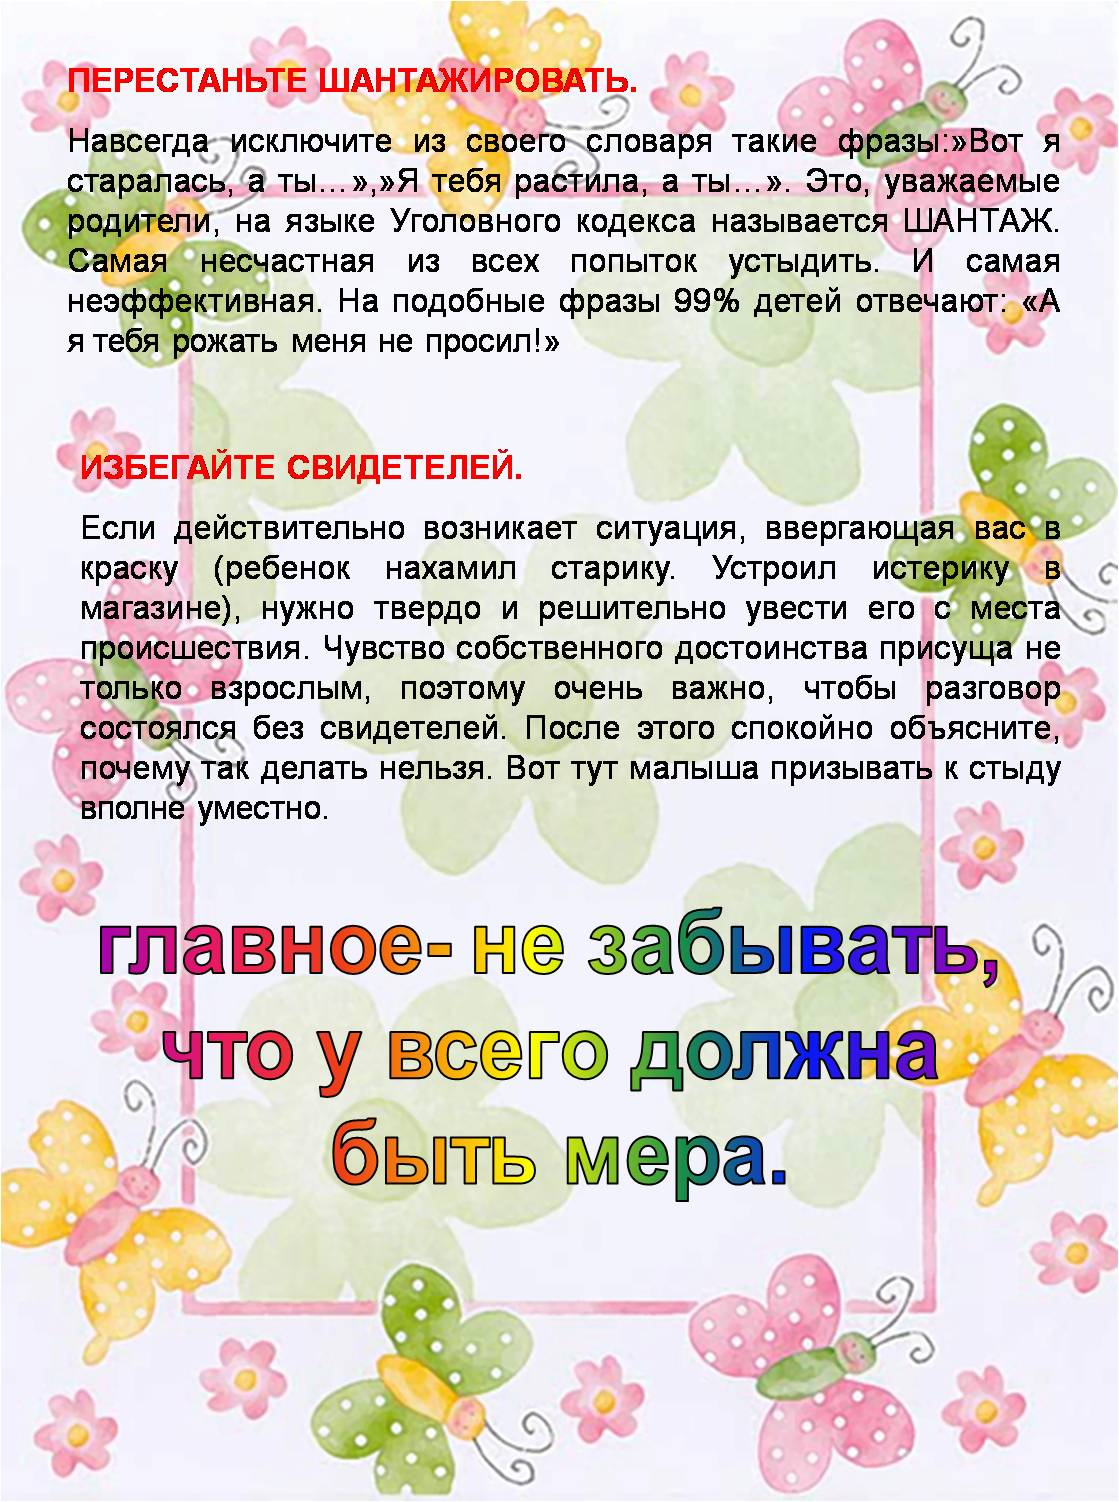 ПЕРЕСТАНЬТЕ ШАНТАЖИРОВАТЬ.
Навсегда исключите из своего словаря такие фразы:»Вот я
старалась, а ты…»,»Я тебя растила, а ты…». Это, уважаемые
родители, на языке Уголовного кодекса называется ШАНТАЖ.
Самая несчастная из всех попыток устыдить. И самая
неэффективная. На подобные фразы 99% детей отвечают: «А
я тебя рожать меня не просил!»
ИЗБЕГАЙТЕ СВИДЕТЕЛЕЙ.
Если действительно возникает ситуация, ввергающая вас в
краску (ребенок нахамил старику. Устроил истерику в
магазине), нужно твердо и решительно увести его с места
происшествия. Чувство собственного достоинства присуща не
только взрослым, поэтому очень важно, чтобы разговор
состоялся без свидетелей. После этого спокойно объясните,
почему так делать нельзя. Вот тут малыша призывать к стыду
вполне уместно.
главное- не забывать,
что у всего должна
быть мера.